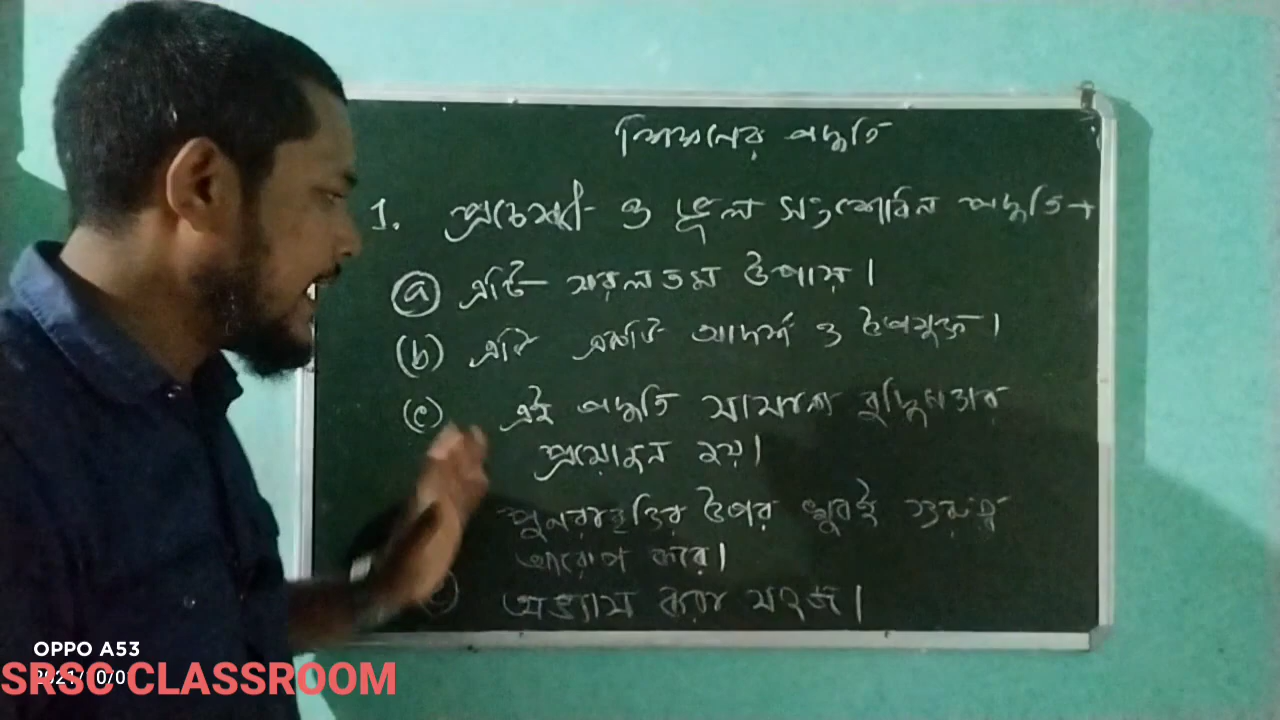 শিখনের পদ্ধতি
1. প্রচেষ্টা ও ভুল সংশোধন পদ্ধতি →
(a) এটি সরলতম উপায়।
(b) এটি একটি আদর্শ ও উপযুক্ত।
(c) এই পদ্ধতি সামান্য বুদ্ধিমত্তার
প্রয়োজন হয়।
পুনরাবৃত্তির উপর খুবই গুরুত্ব
আরোপ করে।
অভ্যাস করা সহজ।
OPPO A53
SRSC CLASSROOM